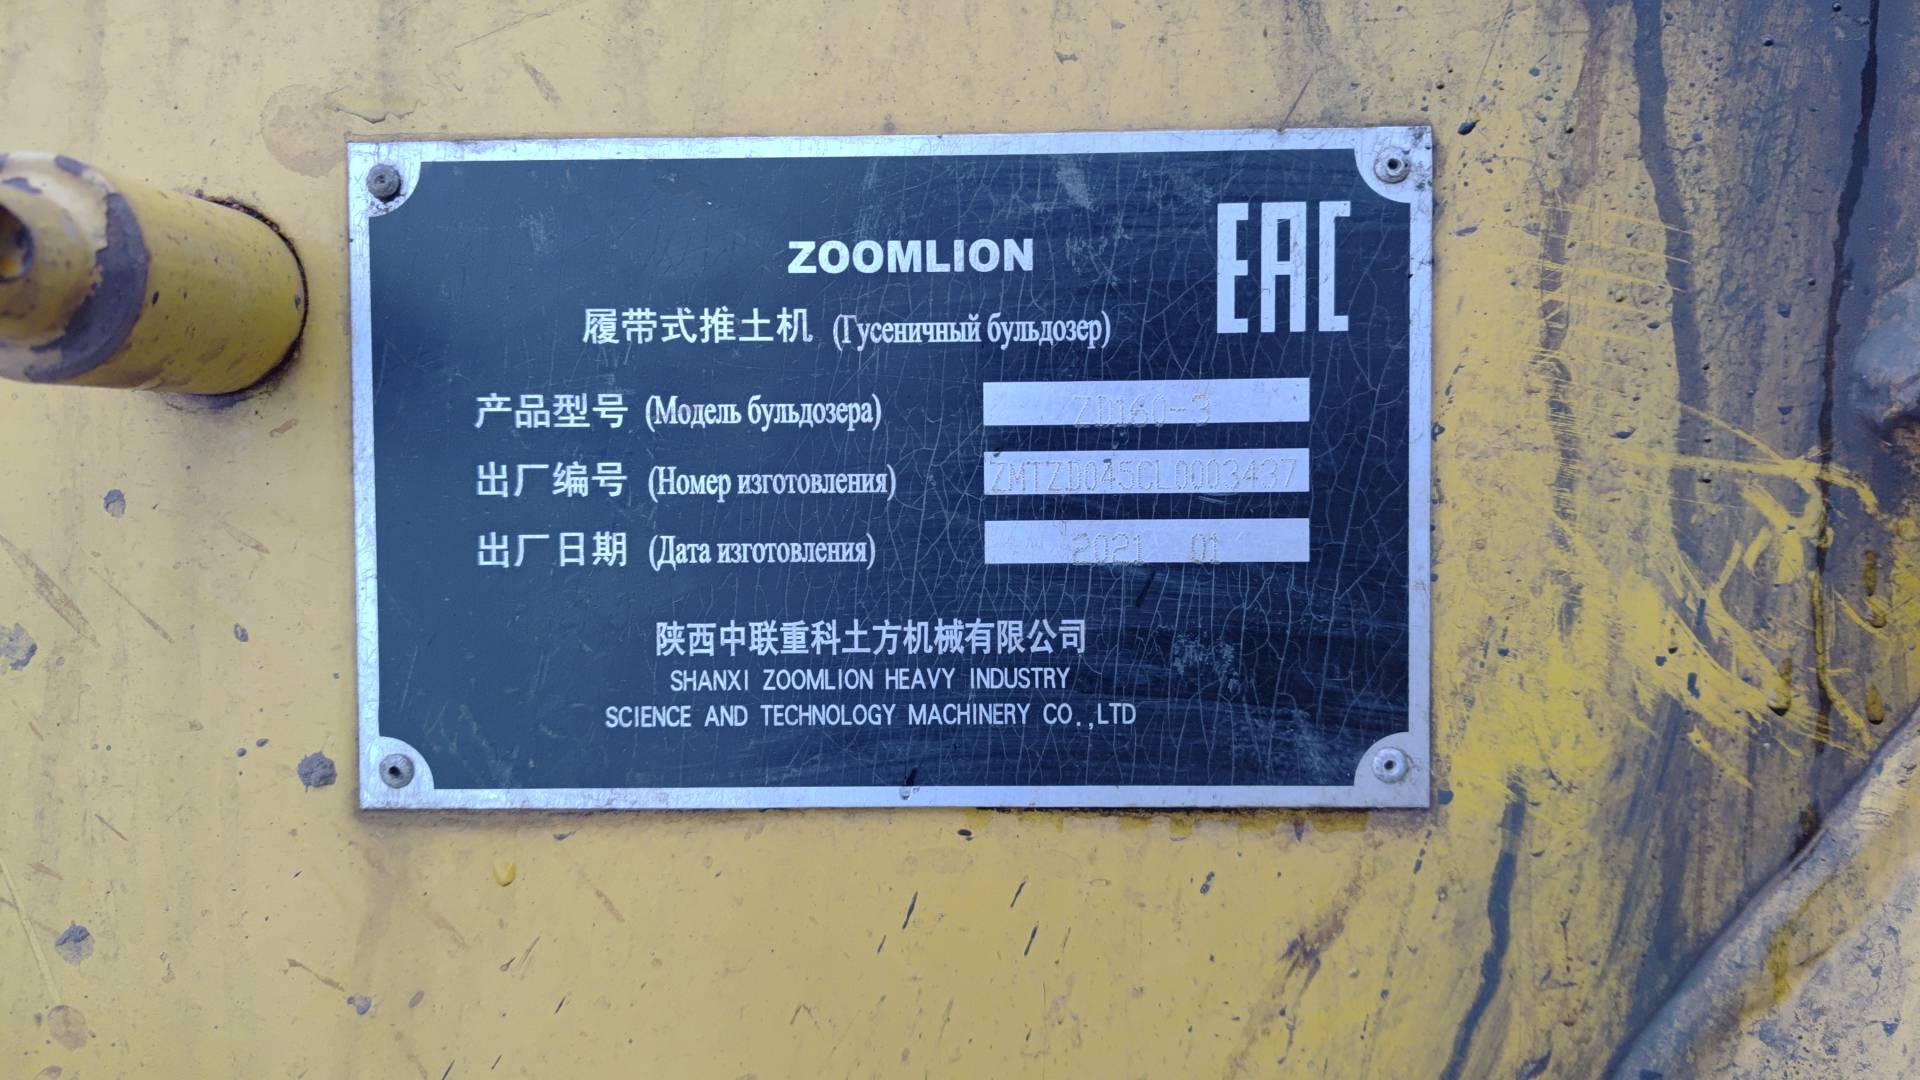 ZOOMLION
EAC
履带式推土机 (Гусеничный бульдозер)
产品型号 (Модель бульдозера) ZD160-3
出厂编号 (Номер изготовления) ZMTZD045CL0003437
出厂日期 (Дата изготовления) 2021 01
陕西中联重科土方机械有限公司
SHANXI ZOOMLION HEAVY INDUSTRY
SCIENCE AND TECHNOLOGY MACHINERY CO.,LTD